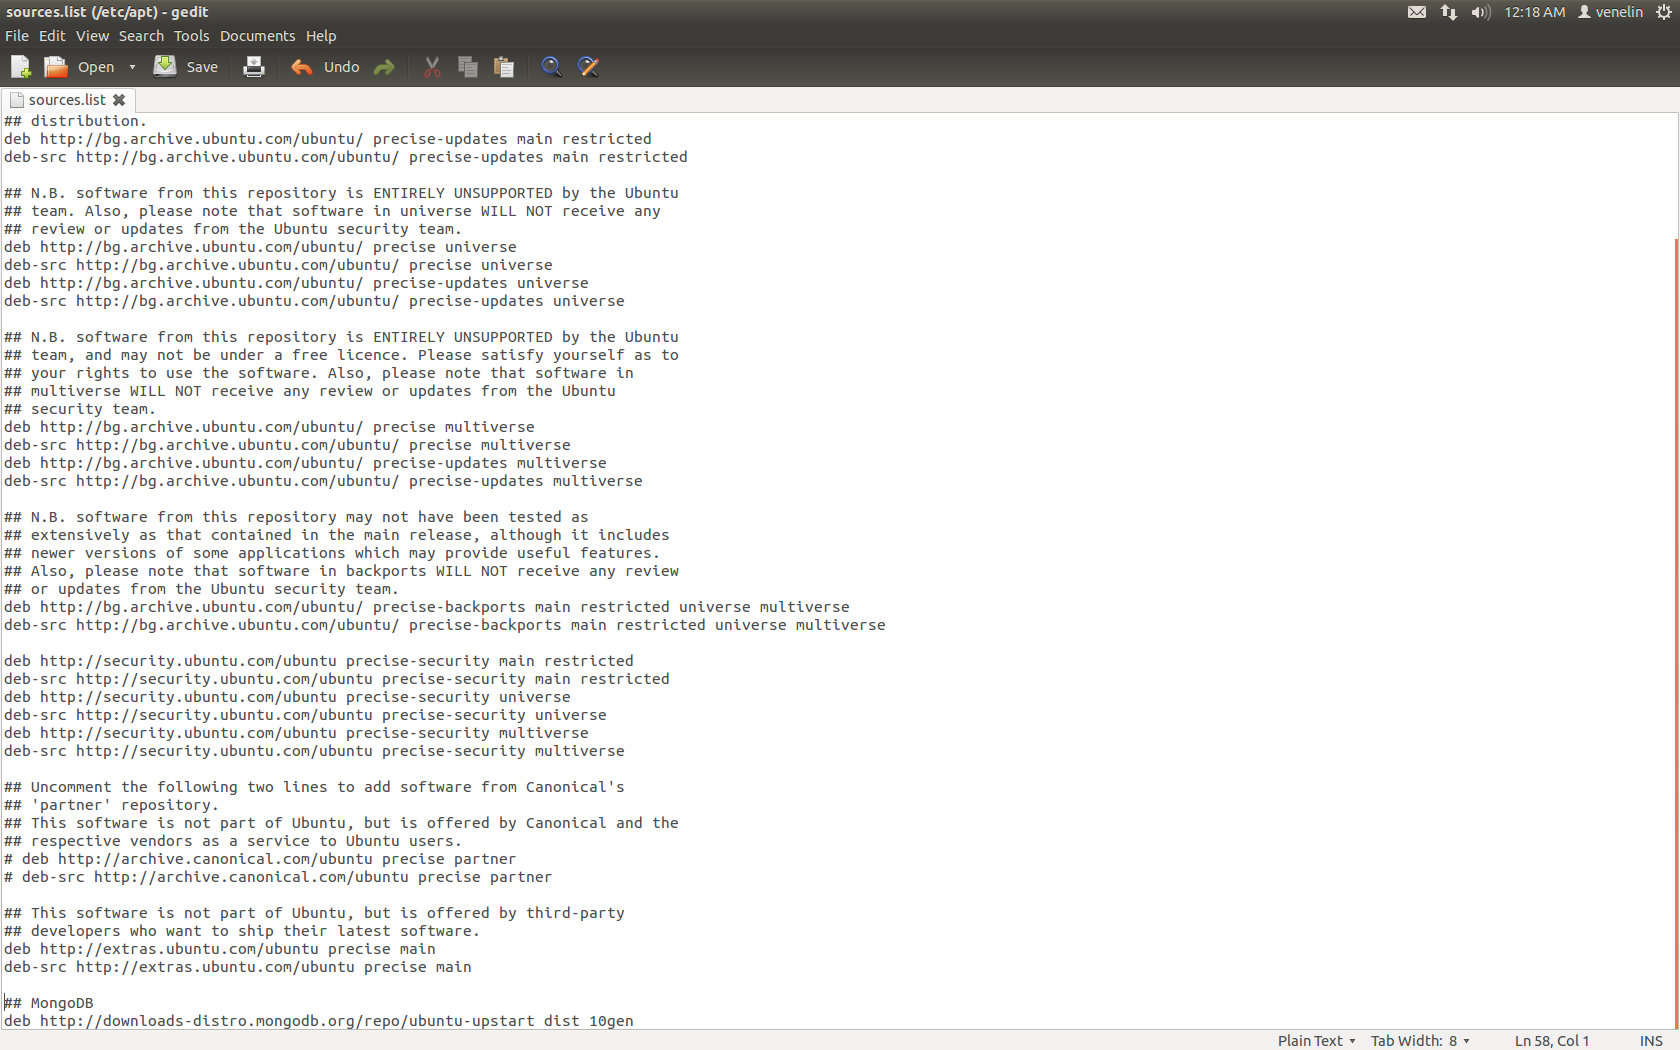 sources.list (/etc/apt) - gedit
12:18 AM venelin
File Edit View Search Tools Documents Help
Open Save Undo
sources.list
## distribution.
deb http://bg.archive.ubuntu.com/ubuntu/ precise-updates main restricted
deb-src http://bg.archive.ubuntu.com/ubuntu/ precise-updates main restricted
## N.B. software from this repository is ENTIRELY UNSUPPORTED by the Ubuntu
## team. Also, please note that software in universe WILL NOT receive any
## review or updates from the Ubuntu security team.
deb http://bg.archive.ubuntu.com/ubuntu/ precise universe
deb-src http://bg.archive.ubuntu.com/ubuntu/ precise universe
deb http://bg.archive.ubuntu.com/ubuntu/ precise-updates universe
deb-src http://bg.archive.ubuntu.com/ubuntu/ precise-updates universe
## N.B. software from this repository is ENTIRELY UNSUPPORTED by the Ubuntu
## team, and may not be under a free licence. Please satisfy yourself as to
## your rights to use the software. Also, please note that software in
## multiverse WILL NOT receive any review or updates from the Ubuntu
## security team.
deb http://bg.archive.ubuntu.com/ubuntu/ precise multiverse
deb-src http://bg.archive.ubuntu.com/ubuntu/ precise multiverse
deb http://bg.archive.ubuntu.com/ubuntu/ precise-updates multiverse
deb-src http://bg.archive.ubuntu.com/ubuntu/ precise-updates multiverse
## N.B. software from this repository may not have been tested as
## extensively as that contained in the main release, although it includes
## newer versions of some applications which may provide useful features.
## Also, please note that software in backports WILL NOT receive any review
## or updates from the Ubuntu security team.
deb http://bg.archive.ubuntu.com/ubuntu/ precise-backports main restricted universe multiverse
deb-src http://bg.archive.ubuntu.com/ubuntu/ precise-backports main restricted universe multiverse
deb http://security.ubuntu.com/ubuntu precise-security main restricted
deb-src http://security.ubuntu.com/ubuntu precise-security main restricted
deb http://security.ubuntu.com/ubuntu precise-security universe
deb-src http://security.ubuntu.com/ubuntu precise-security universe
deb http://security.ubuntu.com/ubuntu precise-security multiverse
deb-src http://security.ubuntu.com/ubuntu precise-security multiverse
## Uncomment the following two lines to add software from Canonical's
## 'partner' repository.
## This software is not part of Ubuntu, but is offered by Canonical and the
## respective vendors as a service to Ubuntu users.
# deb http://archive.canonical.com/ubuntu precise partner
# deb-src http://archive.canonical.com/ubuntu precise partner
## This software is not part of Ubuntu, but is offered by third-party
## developers who want to ship their latest software.
deb http://extras.ubuntu.com/ubuntu precise main
deb-src http://extras.ubuntu.com/ubuntu precise main
## MongoDB
deb http://downloads-distro.mongodb.org/repo/ubuntu-upstart dist 10gen
Plain Text Tab Width: 8 Ln 58, Col 1 INS